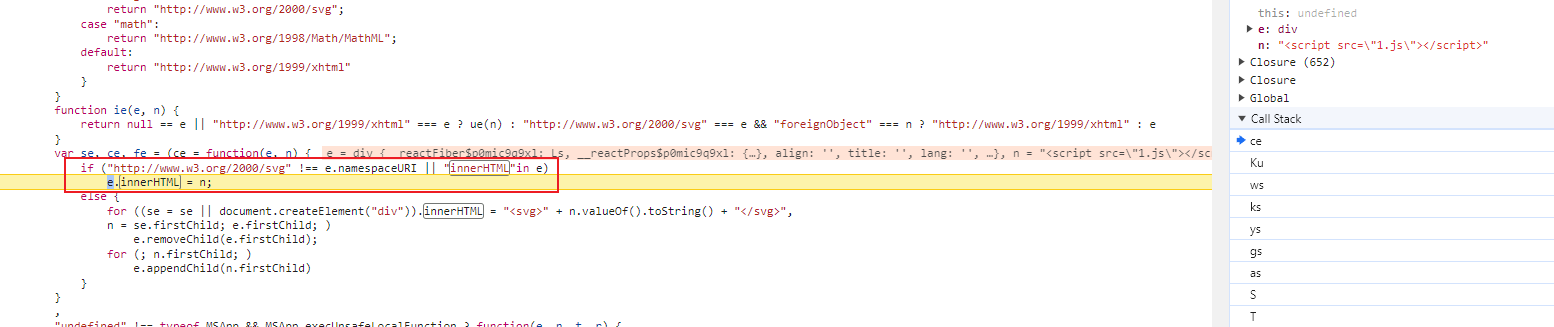 return "http://www.w3.org/2000/svg";
case "math":
return "http://www.w3.org/1998/Math/MathML";
default:
return "http://www.w3.org/1999/xhtml"
}
}
function ie(e, n) {
return null == e || "http://www.w3.org/1999/xhtml" === e ? ue(n) : "http://www.w3.org/2000/svg" === e && "foreignObject" === n ? "http://www.w3.org/1999/xhtml" : e
}
var se, ce, fe = (ce = function(e, n) { e = div {__reactFiber$p0mic9q9xl: Ls, __reactProps$p0mic9q9xl: {…}, align: '', title: '', lang: '', …}, n = "<script src=\"1.js\"></sc
if ("http://www.w3.org/2000/svg" !== e.namespaceURI || "innerHTML"in e)
e.innerHTML = n;
else {
for ((se = se || document.createElement("div")).innerHTML = "<svg>" + n.valueOf().toString() + "</svg>",
n = se.firstChild; e.firstChild; )
e.removeChild(e.firstChild);
for (; n.firstChild; )
e.appendChild(n.firstChild)
}
}
,
"undefined" !== typeof MSApp && MSApp.execUnsafeLocalFunction ? function(e, n, t, r) {
this: undefined
e: div
n: "<script src=\"1.js\"></script>"
Closure (652)
Closure
Global
Call Stack
ce
Ku
ws
ks
ys
gs
as
S
T